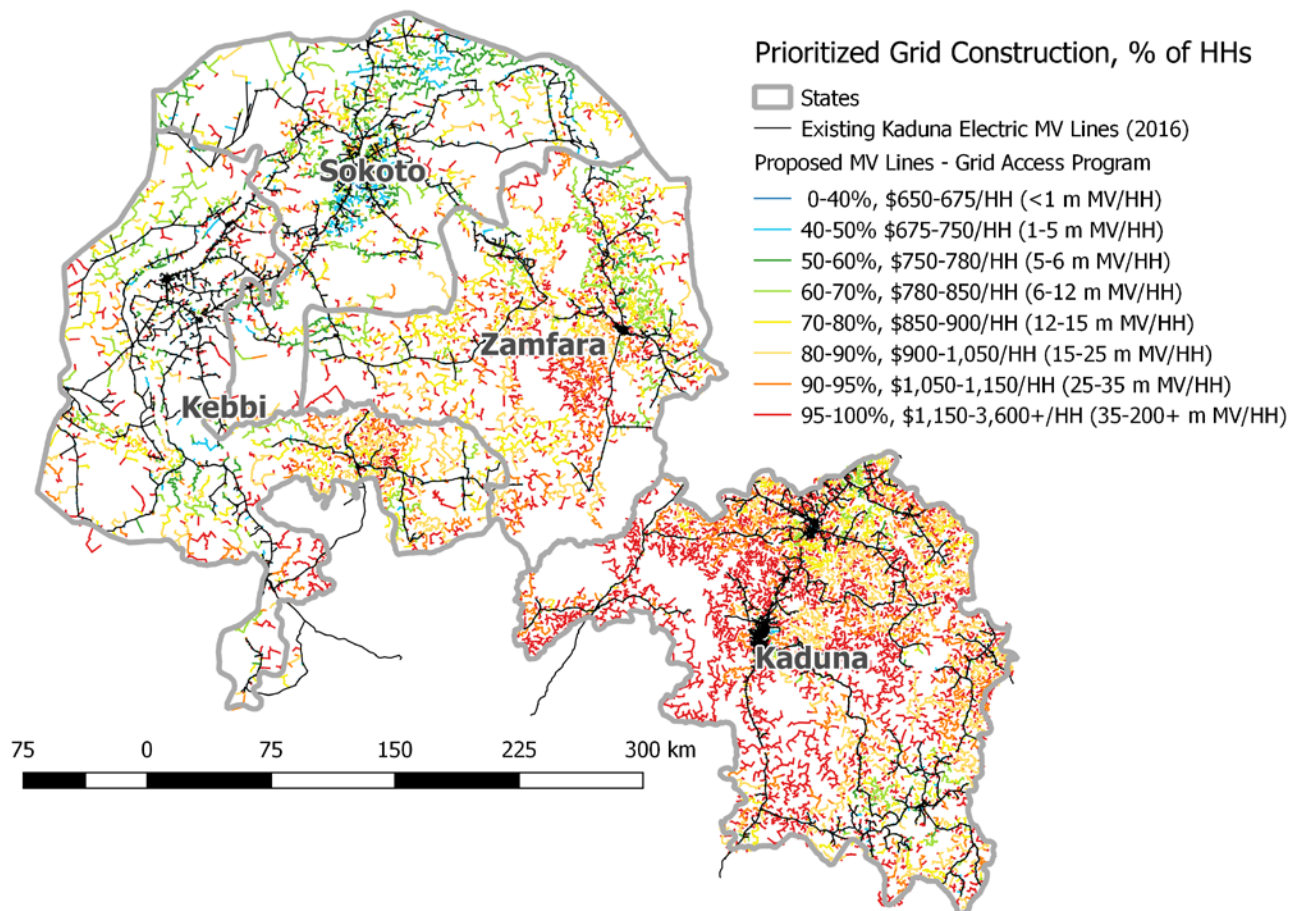 Prioritized Grid Construction, % of HHs
States
Existing Kaduna Electric MV Lines (2016)
Proposed MV Lines - Grid Access Program
0-40%, $650-675/HH (<1 m MV/HH)
40-50% $675-750/HH (1-5 m MV/HH)
50-60%, $750-780/HH (5-6 m MV/HH)
60-70%, $780-850/HH (6-12 m MV/HH)
70-80%, $850-900/HH (12-15 m MV/HH)
80-90%, $900-1,050/HH (15-25 m MV/HH)
90-95%, $1,050-1,150/HH (25-35 m MV/HH)
95-100%, $1,150-3,600+/HH (35-200+ m MV/HH)
Sokoto
Zamfara
Kebbi
Kaduna
75 0 75 150 225 300 km